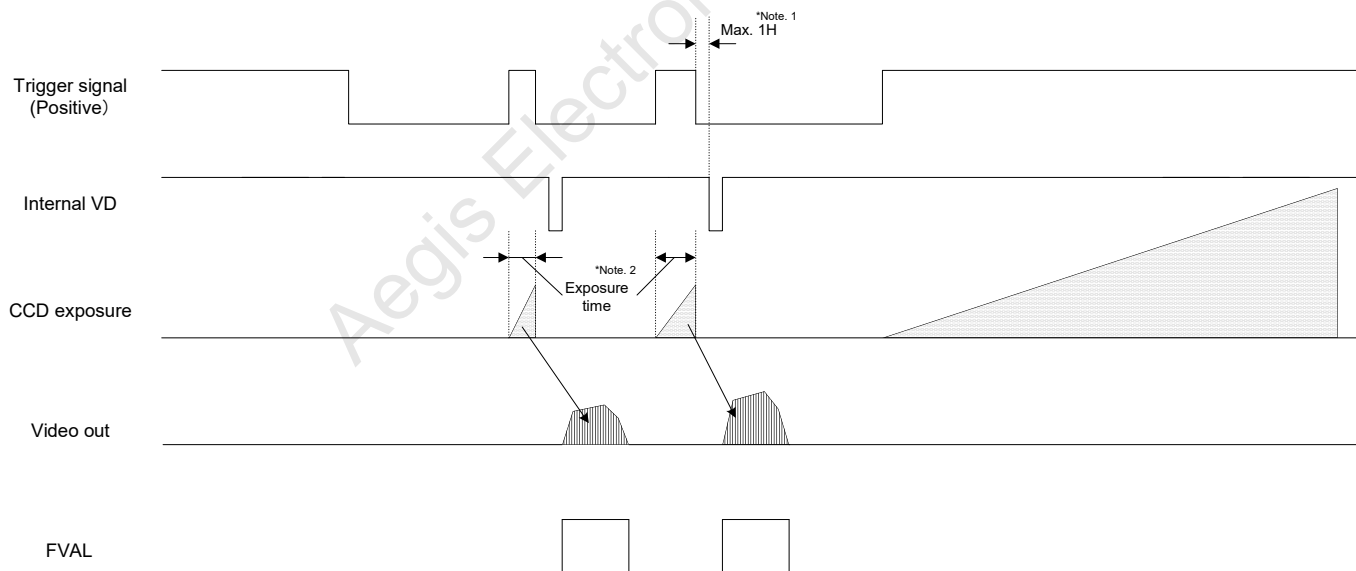 *Note. 1
Max. 1H
Trigger signal
(Positive)
Internal VD
*Note. 2
Exposure
time
CCD exposure
Video out
FVAL
Aegis Electron